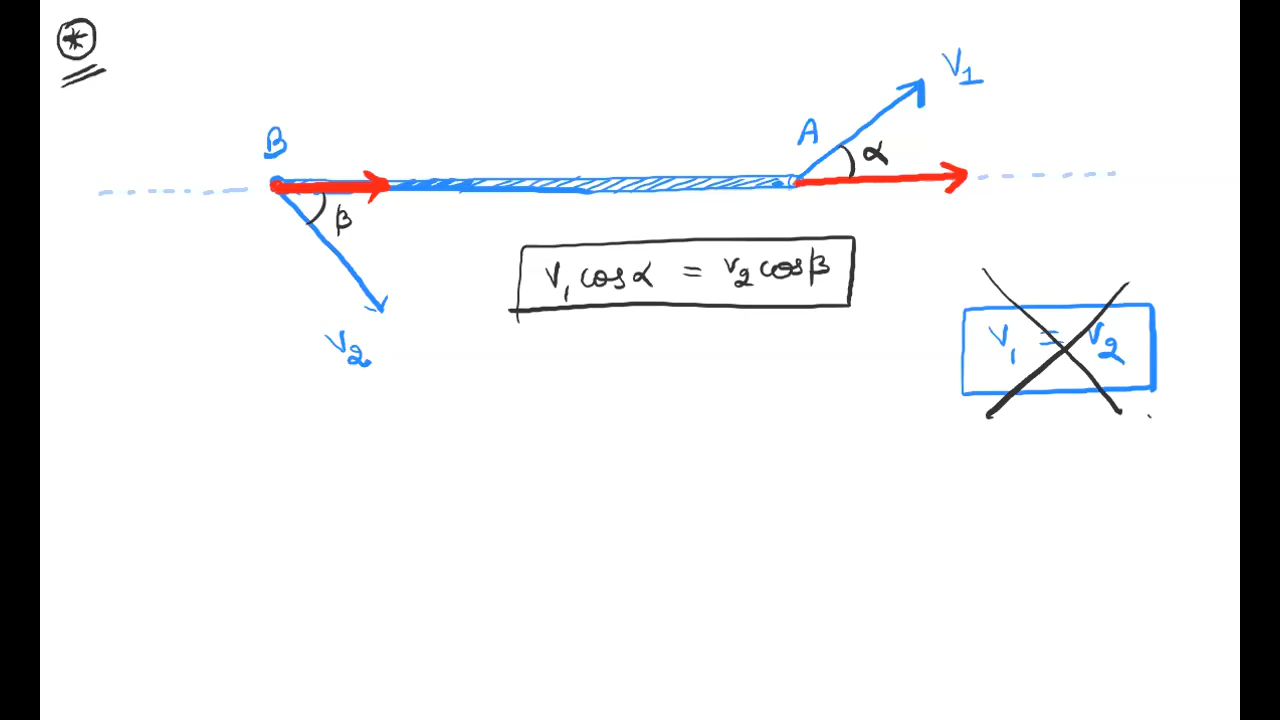 *
V1
B
A
α
β
V1 cos α = V2 cos β
V1 = V2
V2